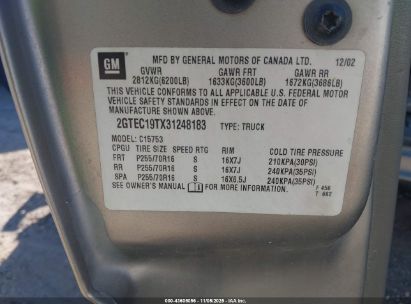 GM
MFD BY GENERAL MOTORS OF CANADA LTD. 12/02
GVWR GAWR FRT GAWR RR
2812KG(6200LB) 1633KG(3600LB) 1672KG(3686LB)
THIS VEHICLE CONFORMS TO ALL APPLICABLE U.S. FEDERAL MOTOR
VEHICLE SAFETY STANDARDS IN EFFECT ON THE DATE OF
MANUFACTURE SHOWN ABOVE.
2GTEC19TX31248183 TYPE: TRUCK
MODEL: C15753
CPGU TIRE SIZE SPEED RTG RIM COLD TIRE PRESSURE
FRT P255/70R16 S 16X7J 210KPA(30PSI)
RR P255/70R16 S 16X7J 240KPA(35PSI)
SPA P255/70R16 S 16X6.5J 240KPA(35PSI)
SEE OWNER'S MANUAL FOR MORE INFORMATION.